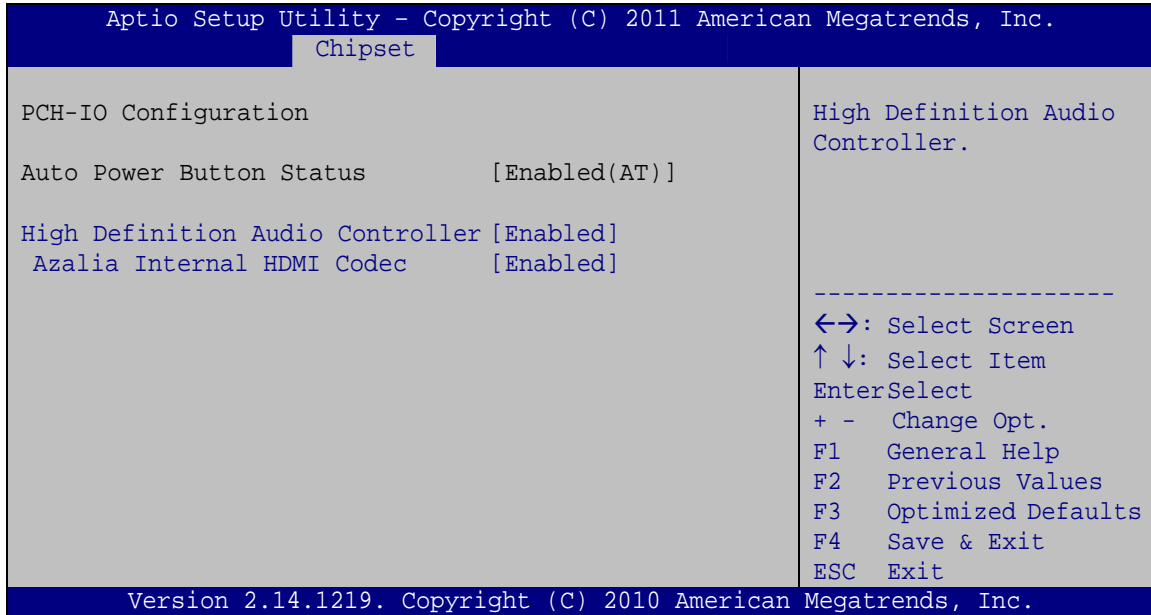 Aptio Setup Utility – Copyright (C) 2011 American Megatrends, Inc.
Chipset
PCH-IO Configuration
Auto Power Button Status [Enabled(AT)]
High Definition Audio Controller [Enabled]
Azalia Internal HDMI Codec [Enabled]
High Definition Audio
Controller.
---------------------
←→: Select Screen
↑ ↓: Select Item
EnterSelect
+ - Change Opt.
F1 General Help
F2 Previous Values
F3 Optimized Defaults
F4 Save & Exit
ESC Exit
Version 2.14.1219. Copyright (C) 2010 American Megatrends, Inc.